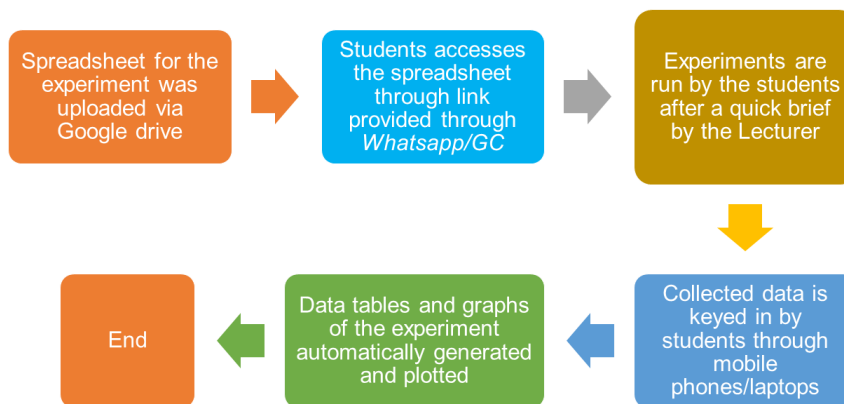 Spreadsheet for the
experiment was
uploaded via
Google drive
Students accesses
the spreadsheet
through link
provided through
Whatsapp/GC
Experiments are
run by the students
after a quick brief
by the Lecturer
Collected data is
keyed in by
students through
mobile
phones/laptops
Data tables and graphs
of the experiment
automatically generated
and plotted
End